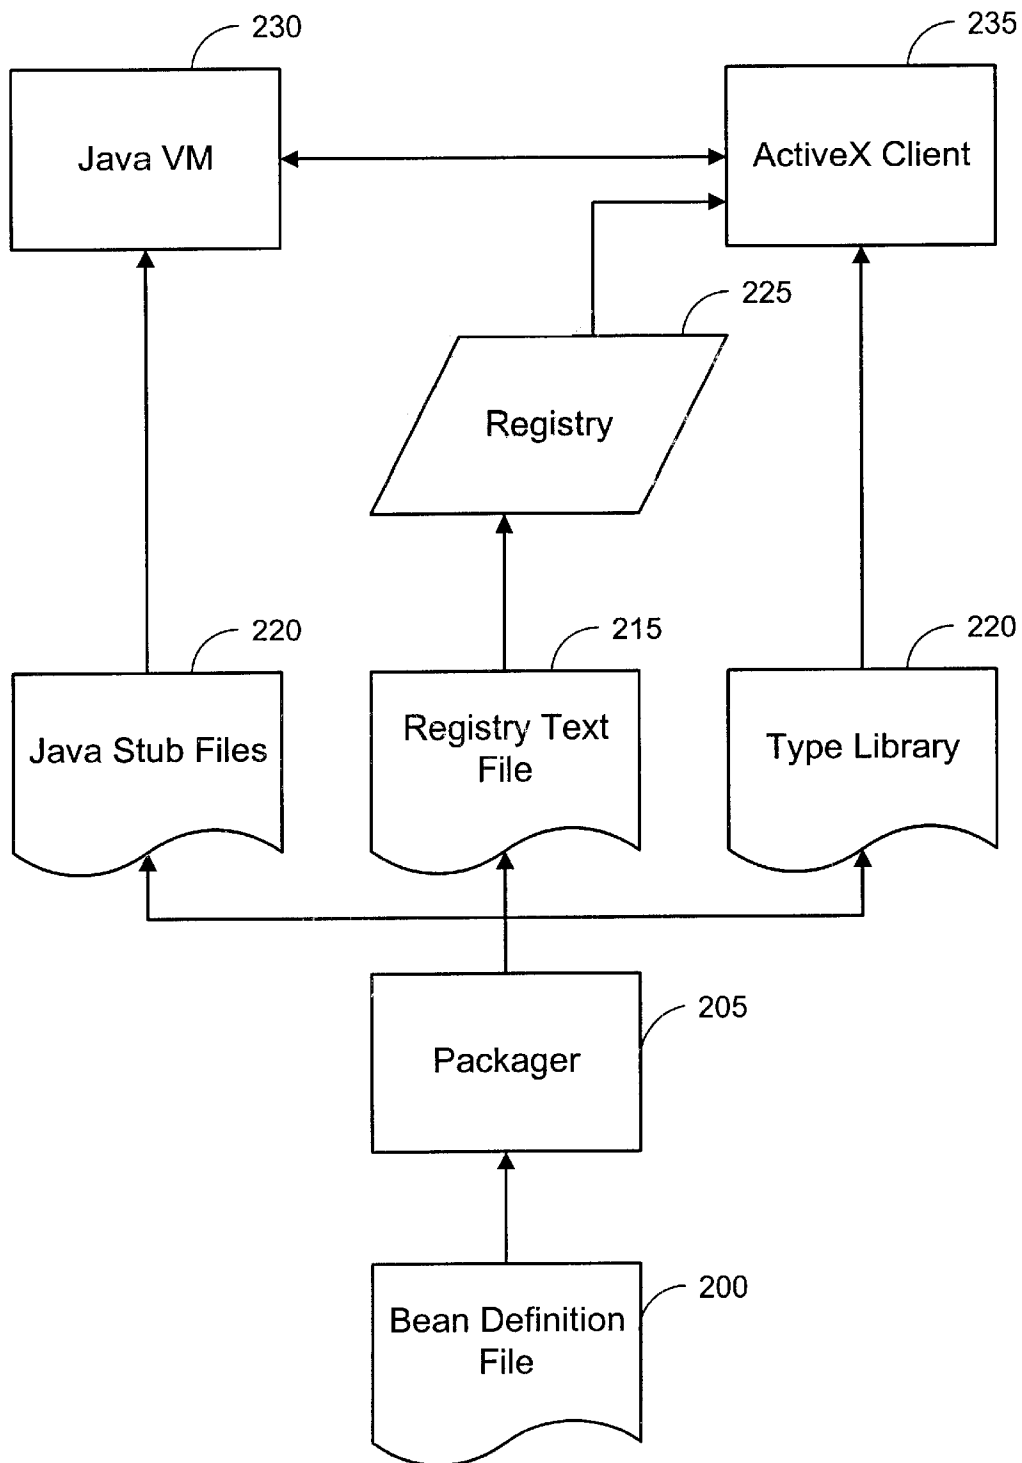 230
235
Java VM
ActiveX Client
225
Registry
220
215
220
Java Stub Files
Registry Text
File
Type Library
205
Packager
200
Bean Definition
File